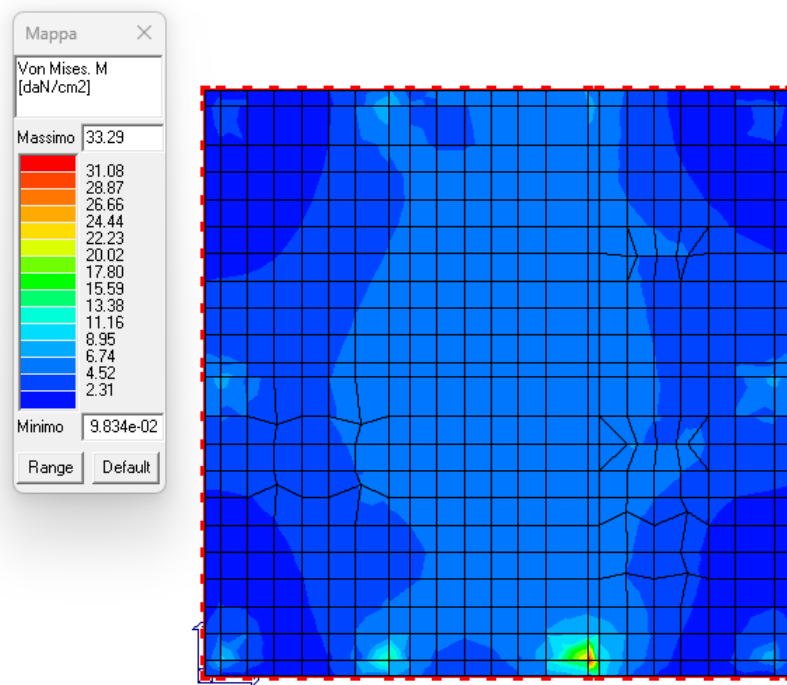 Mappa
Von Mises. M
[daN/cm2]
Massimo 33.29
31.08
28.87
26.66
24.44
22.23
20.02
17.80
15.59
13.38
11.16
8.95
6.74
4.52
2.31
Minimo 9.834e-02
Range Default